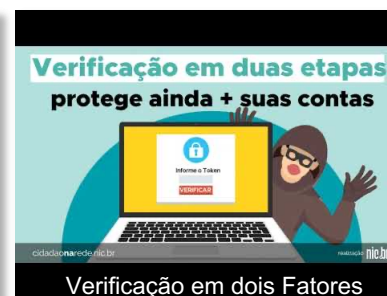 Verificação em duas etapas
protege ainda + suas contas
Informe o Token
VERIFICAR
cidadaonarede.nic.br
realização nic.br
Verificação em dois Fatores